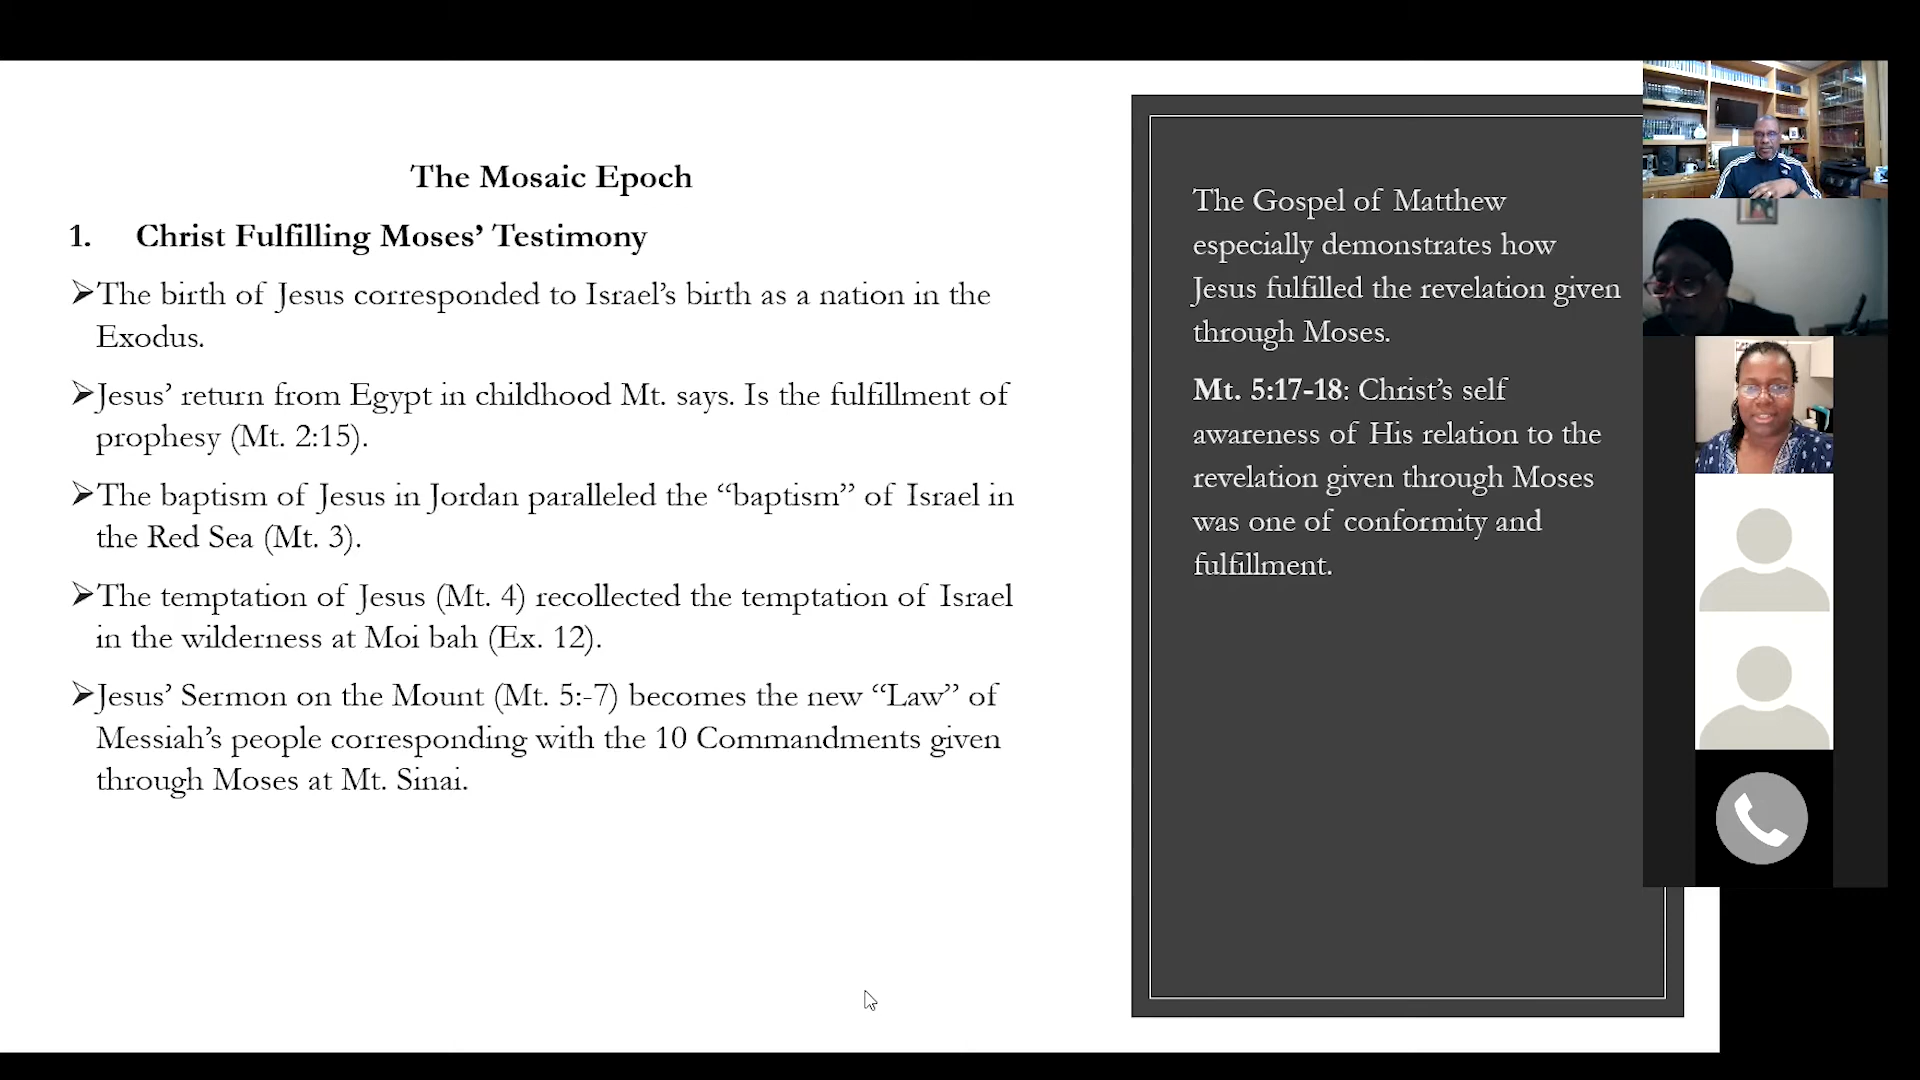 The Mosaic Epoch
1. Christ Fulfilling Moses’ Testimony
➢The birth of Jesus corresponded to Israel’s birth as a nation in the
Exodus.
➢Jesus’ return from Egypt in childhood Mt. says. Is the fulfillment of
prophesy (Mt. 2:15).
➢The baptism of Jesus in Jordan paralleled the “baptism” of Israel in
the Red Sea (Mt. 3).
➢The temptation of Jesus (Mt. 4) recollected the temptation of Israel
in the wilderness at Moi bah (Ex. 12).
➢Jesus’ Sermon on the Mount (Mt. 5:-7) becomes the new “Law” of
Messiah’s people corresponding with the 10 Commandments given
through Moses at Mt. Sinai.
The Gospel of Matthew
especially demonstrates how
Jesus fulfilled the revelation given
through Moses.
Mt. 5:17-18: Christ’s self
awareness of His relation to the
revelation given through Moses
was one of conformity and
fulfillment.